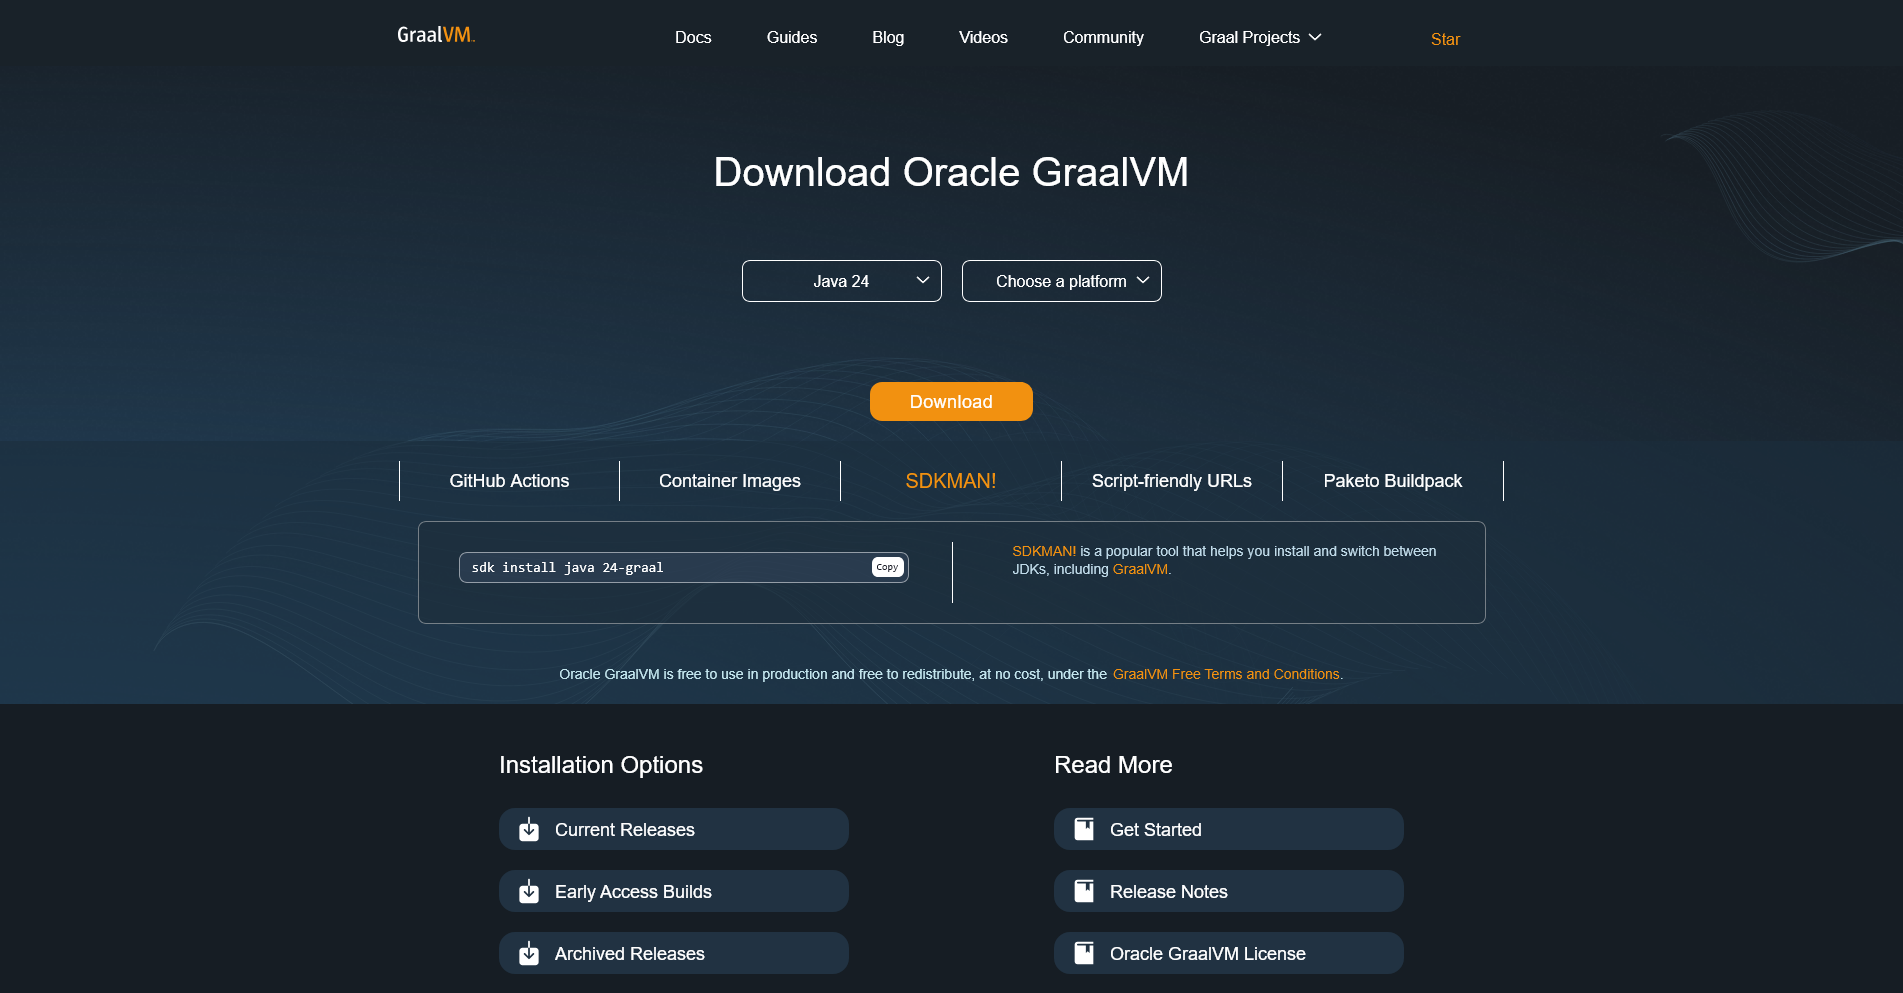 GraalVM.
Docs
Guides
Blog
Videos
Community
Graal Projects
Star
Download Oracle GraalVM
Java 24
Choose a platform
Download
GitHub Actions
Container Images
SDKMAN!
Script-friendly URLs
Paketo Buildpack
sdk install java 24-graal
Copy
SDKMAN! is a popular tool that helps you install and switch between
JDKs, including GraalVM.
Oracle GraalVM is free to use in production and free to redistribute, at no cost, under the GraalVM Free Terms and Conditions.
Installation Options
Current Releases
Early Access Builds
Archived Releases
Read More
Get Started
Release Notes
Oracle GraalVM License